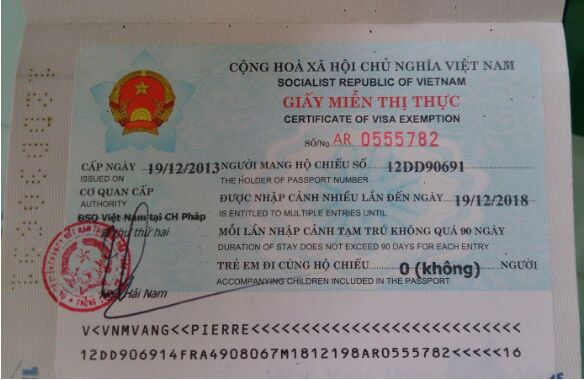 CỘNG HOÀ XÃ HỘI CHỦ NGHĨA VIỆT NAM
SOCIALIST REPUBLIC OF VIETNAM
GIẤY MIỄN THỊ THỰC
CERTIFICATE OF VISA EXEMPTION
SỐ/No AR 0555782
CẤP NGÀY 19/12/2013 NGƯỜI MANG HỘ CHIẾU SỐ 12DD90691
ISSUED ON THE HOLDER OF PASSPORT NUMBER
CƠ QUAN CẤP ĐƯỢC NHẬP CẢNH NHIỀU LẦN ĐẾN NGÀY 19/12/2018
AUTHORITY IS ENTITLED TO MULTIPLE ENTRIES UNTIL
ĐSQ Việt Nam tại CH Pháp MỖI LẦN NHẬP CẢNH TẠM TRÚ KHÔNG QUÁ 90 NGÀY
thư thứ hai DURATION OF STAY DOES NOT EXCEED 90 DAYS FOR EACH ENTRY
TRẺ EM ĐI CÙNG HỘ CHIẾU 0 (không) NGƯỜI
Hải Nam ACCOMPANYING CHILDREN INCLUDED IN THE PASSPORT
V<VNMVANG<<PIERRE<<<<<<<<<<<<<<<<<<<<<<<<<<<
12DD906914FRA4908067M1812198AR0555782<<<<<16